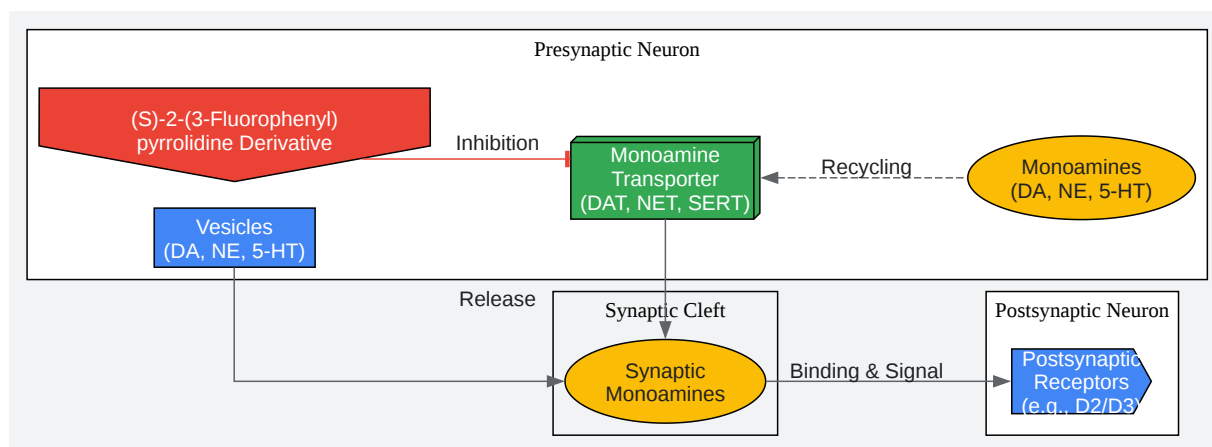 Presynaptic Neuron
(S)-2-(3-Fluorophenyl)
pyrrolidine Derivative
Inhibition
Monoamine
Transporter
(DAT, NET, SERT)
Recycling
Monoamines
(DA, NE, 5-HT)
Vesicles
(DA, NE, 5-HT)
Release
Synaptic Cleft
Synaptic
Monoamines
Binding & Signal
Postsynaptic Neuron
Postsynaptic
Receptors
(e.g., D2/D3)